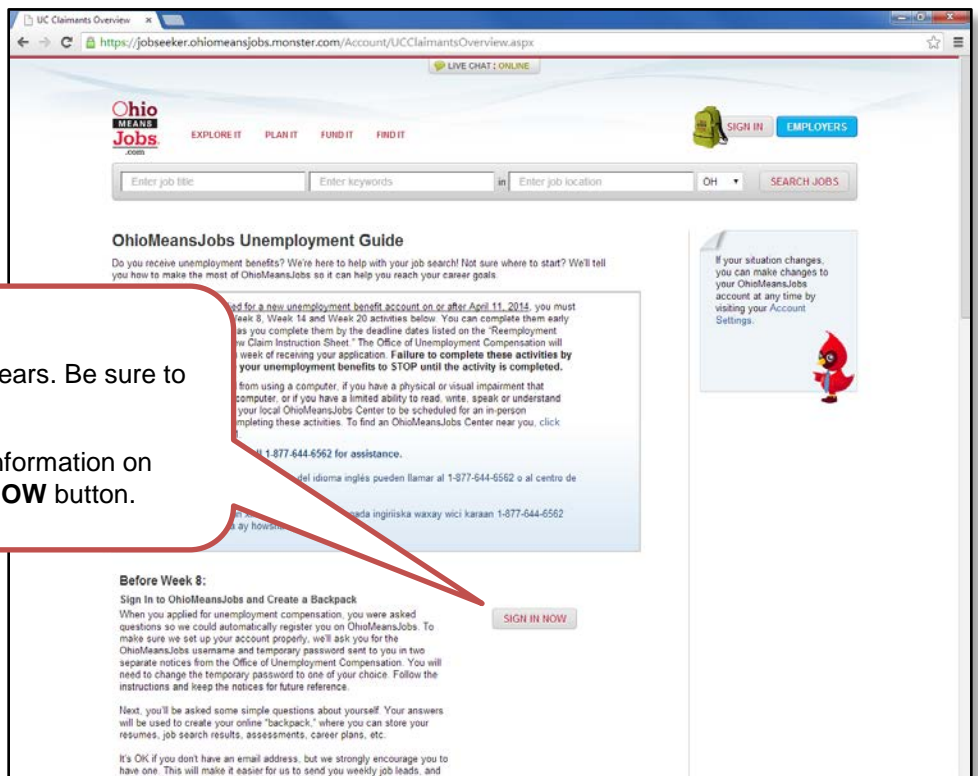 UC Claimants Overview
https://jobseeker.ohiomeansjobs.monster.com/Account/UCClaimantsOverview.aspx
LIVE CHAT : ONLINE
Ohio
MEANS
Jobs
.com
EXPLORE IT PLAN IT FUND IT FIND IT
SIGN IN EMPLOYERS
Enter job title Enter keywords in Enter job location OH SEARCH JOBS
OhioMeansJobs Unemployment Guide
Do you receive unemployment benefits? We're here to help with your job search! Not sure where to start? We'll tell
you how to make the most of OhioMeansJobs so it can help you reach your career goals.
ied for a new unemployment benefit account on or after April 11, 2014, you must
eek 8, Week 14 and Week 20 activities below. You can complete them early
as you complete them by the deadline dates listed on the "Reemployment
w Claim Instruction Sheet." The Office of Unemployment Compensation will
week of receiving your application. Failure to complete these activities by
your unemployment benefits to STOP until the activity is completed.
from using a computer, if you have a physical or visual impairment that
computer, or if you have a limited ability to read, write, speak or understand
your local OhioMeansJobs Center to be scheduled for an in-person
mpleting these activities. To find an OhioMeansJobs Center near you, click
1-877-644-6562 for assistance.
del idioma inglés pueden llamar al 1-877-644-6562 o al centro de
ada ingiriiska waxay wici karaan 1-877-644-6562
ay
If your situation changes,
you can make changes to
your OhioMeansJobs
account at any time by
visiting your Account
Settings.
ears. Be sure to
nformation on
OW button.
Before Week 8:
Sign In to OhioMeansJobs and Create a Backpack
When you applied for unemployment compensation, you were asked
questions so we could automatically register you on OhioMeansJobs. To
make sure we set up your account properly, we'll ask you for the
OhioMeansJobs username and temporary password sent to you in two
separate notices from the Office of Unemployment Compensation. You will
need to change the temporary password to one of your choice. Follow the
instructions and keep the notices for future reference.
SIGN IN NOW
Next, you'll be asked some simple questions about yourself. Your answers
will be used to create your online "backpack," where you can store your
resumes, job search results, assessments, career plans, etc.
It's OK if you don't have an email address, but we strongly encourage you to
have one. This will make it easier for us to send you weekly job leads, and